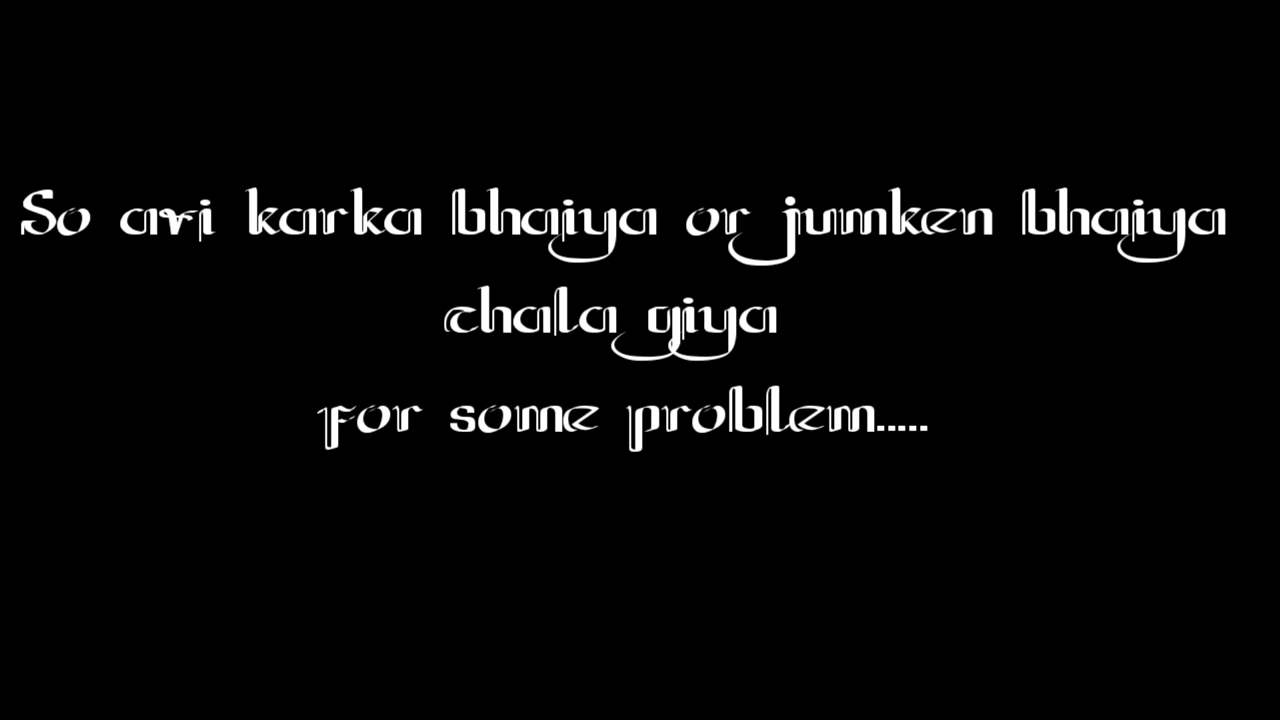 So avi karka bhaiya or jumken bhaiya
chala giya
for some problem.....